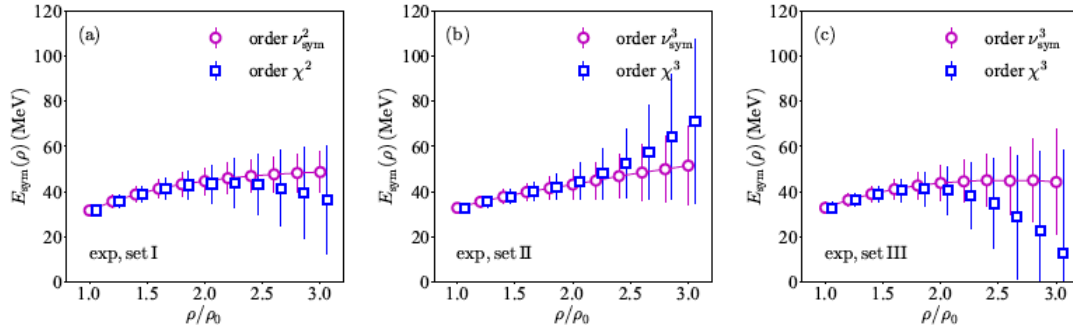 (a)
order ν²sym
order χ²
exp, set I
Esym(ρ) (MeV)
120
100
80
60
40
20
0
1.0 1.5 2.0 2.5 3.0
ρ/ρ0
(b)
order ν³sym
order χ³
exp, set II
Esym(ρ) (MeV)
120
100
80
60
40
20
0
1.0 1.5 2.0 2.5 3.0
ρ/ρ0
(c)
order ν³sym
order χ³
exp, set III
Esym(ρ) (MeV)
120
100
80
60
40
20
0
1.0 1.5 2.0 2.5 3.0
ρ/ρ0